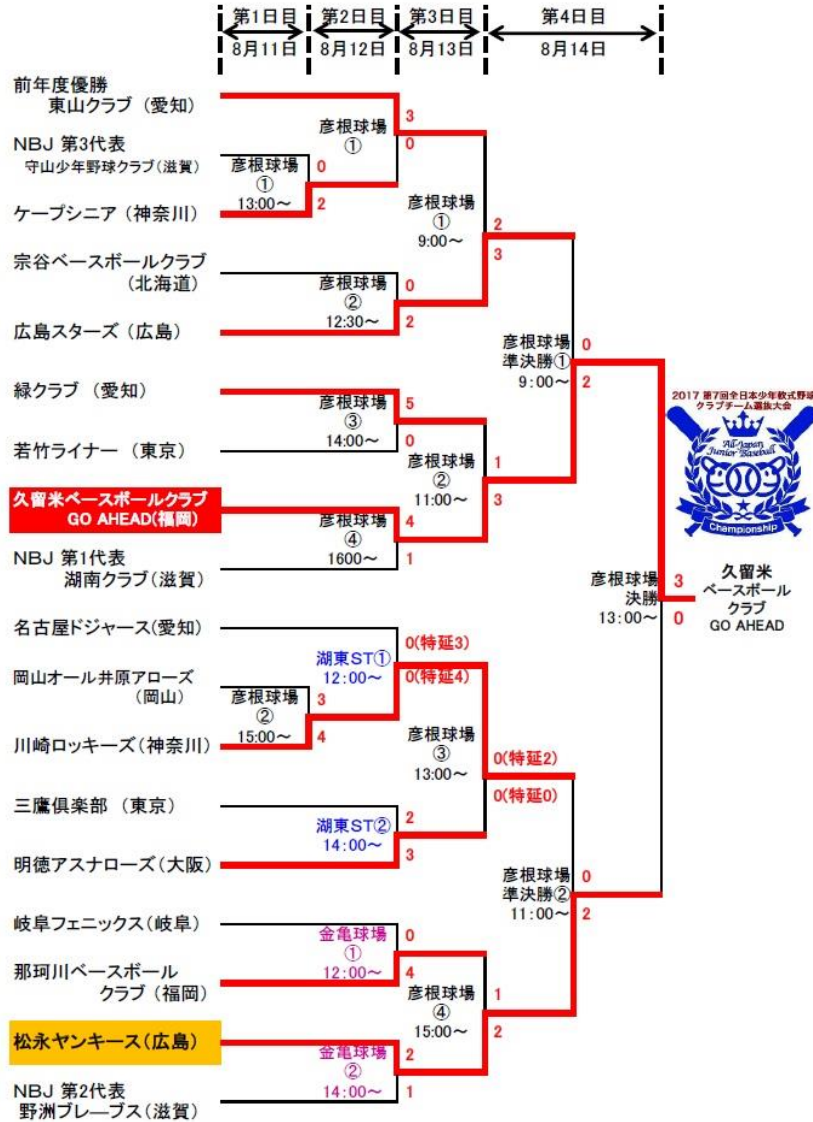 第1日目 第2日目 第3日目 第4日目
8月11日 8月12日 8月13日 8月14日
前年度優勝
東山クラブ（愛知）
NBJ 第3代表
守山少年野球クラブ（滋賀）
ケープシニア（神奈川）
彦根球場
①
13:00～
0
2
彦根球場
①
3
0
宗谷ベースボールクラブ
（北海道）
広島スターズ（広島）
彦根球場
②
12:30～
0
2
彦根球場
①
9:00～
2
3
緑クラブ（愛知）
若竹ライナー（東京）
彦根球場
③
14:00～
5
0
久留米ベースボールクラブ
GO AHEAD(福岡)
NBJ 第1代表
湖南クラブ（滋賀）
彦根球場
④
1600～
4
1
彦根球場
②
11:00～
1
3
彦根球場
準決勝①
9:00～
0
2
2017 第7回全日本少年軟式野球
クラブチーム選抜大会
All-Japan
Junior Baseball
Championship
名古屋ドジャース（愛知）
岡山オール井原アローズ
（岡山）
川崎ロッキーズ（神奈川）
彦根球場
②
15:00～
3
4
湖東ST①
12:00～
0(特延3)
0(特延4)
三鷹倶楽部（東京）
明徳アスナローズ（大阪）
湖東ST②
14:00～
2
3
彦根球場
③
13:00～
0(特延2)
0(特延0)
岐阜フェニックス（岐阜）
那珂川ベースボール
クラブ（福岡）
金亀球場
①
12:00～
0
4
松永ヤンキース（広島）
NBJ 第2代表
野洲ブレーブス（滋賀）
金亀球場
②
14:00～
2
1
彦根球場
④
15:00～
1
2
彦根球場
準決勝②
11:00～
0
2
彦根球場
決勝
13:00～
3
0
久留米
ベースボール
クラブ
GO AHEAD